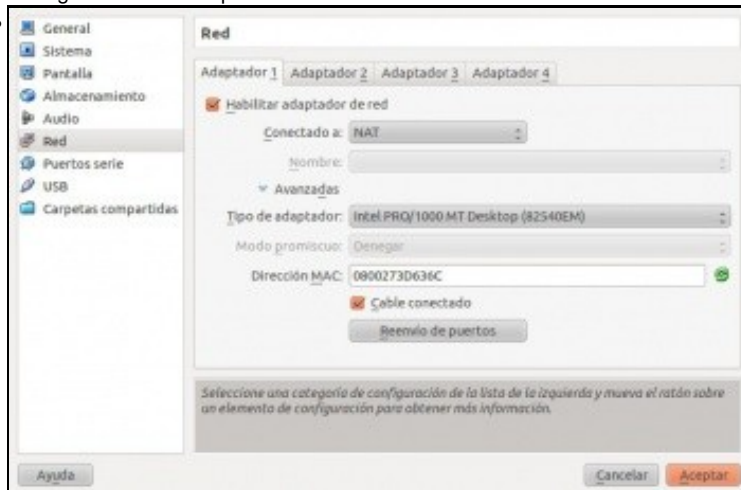 General
Sistema
Pantalla
Almacenamiento
Audio
Red
Puertos serie
USB
Carpetas compartidas
Red
Adaptador 1 Adaptador 2 Adaptador 3 Adaptador 4
Habilitar adaptador de red
Conectado a: NAT
Nombre:
Avanzadas
Tipo de adaptador: Intel PRO/1000 MT Desktop (82540EM)
Modo promiscuo: Denegar
Dirección MAC: 0800273D636C
Cable conectado
Reenvío de puertos
Seleccione una categoría de configuración de la lista de la izquierda y mueva el ratón sobre
un elemento de configuración para obtener más información.
Ayuda Cancelar Aceptar